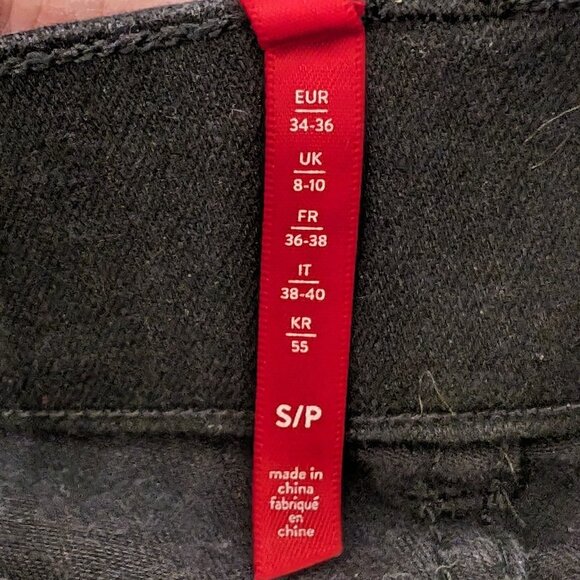 EUR
34-36
UK
8-10
FR
36-38
IT
38-40
KR
55
S/P
made in
china
fabriqué
en
chine